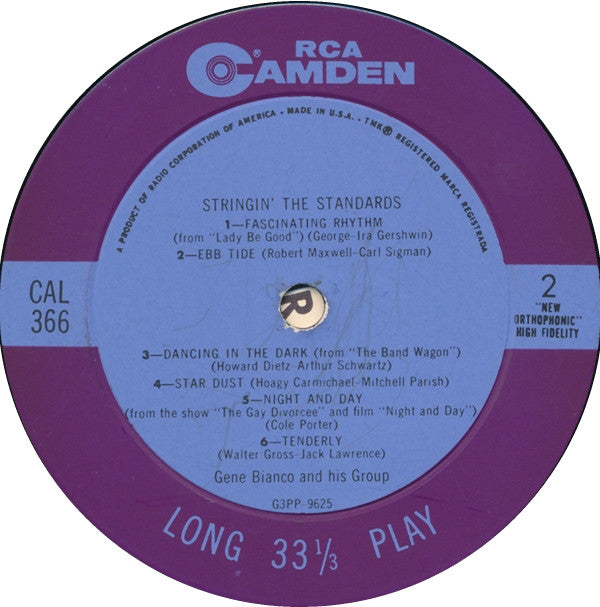 RCA
CAMDEN
®
A PRODUCT OF RADIO CORPORATION OF AMERICA • MADE IN U.S.A. • TMK ® REGISTERED MARCA REGISTRADA
STRINGIN' THE STANDARDS
1—FASCINATING RHYTHM
(from "Lady Be Good") (George-Ira Gershwin)
2—EBB TIDE (Robert Maxwell-Carl Sigman)
CAL
366
R
2
"NEW
ORTHOPHONIC"
HIGH FIDELITY
3—DANCING IN THE DARK (from "The Band Wagon")
(Howard Dietz-Arthur Schwartz)
4—STAR DUST (Hoagy Carmichael-Mitchell Parish)
5—NIGHT AND DAY
(from the show "The Gay Divorcee" and film "Night and Day")
(Cole Porter)
6—TENDERLY
(Walter Gross-Jack Lawrence)
Gene Bianco and his Group
G3PP-9625
LONG 33⅓ PLAY